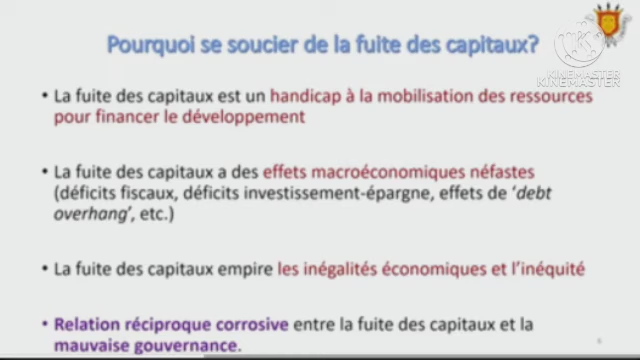 Pourquoi se soucier de la fuite des capitaux?
KINEMASTER
KINEMASTER
• La fuite des capitaux est un handicap à la mobilisation des ressources
pour financer le développement
• La fuite des capitaux a des effets macroéconomiques néfastes
(déficits fiscaux, déficits investissement-épargne, effets de ‘debt
overhang’, etc.)
• La fuite des capitaux empire les inégalités économiques et l’inéquité
• Relation réciproque corrosive entre la fuite des capitaux et la
mauvaise gouvernance.
6